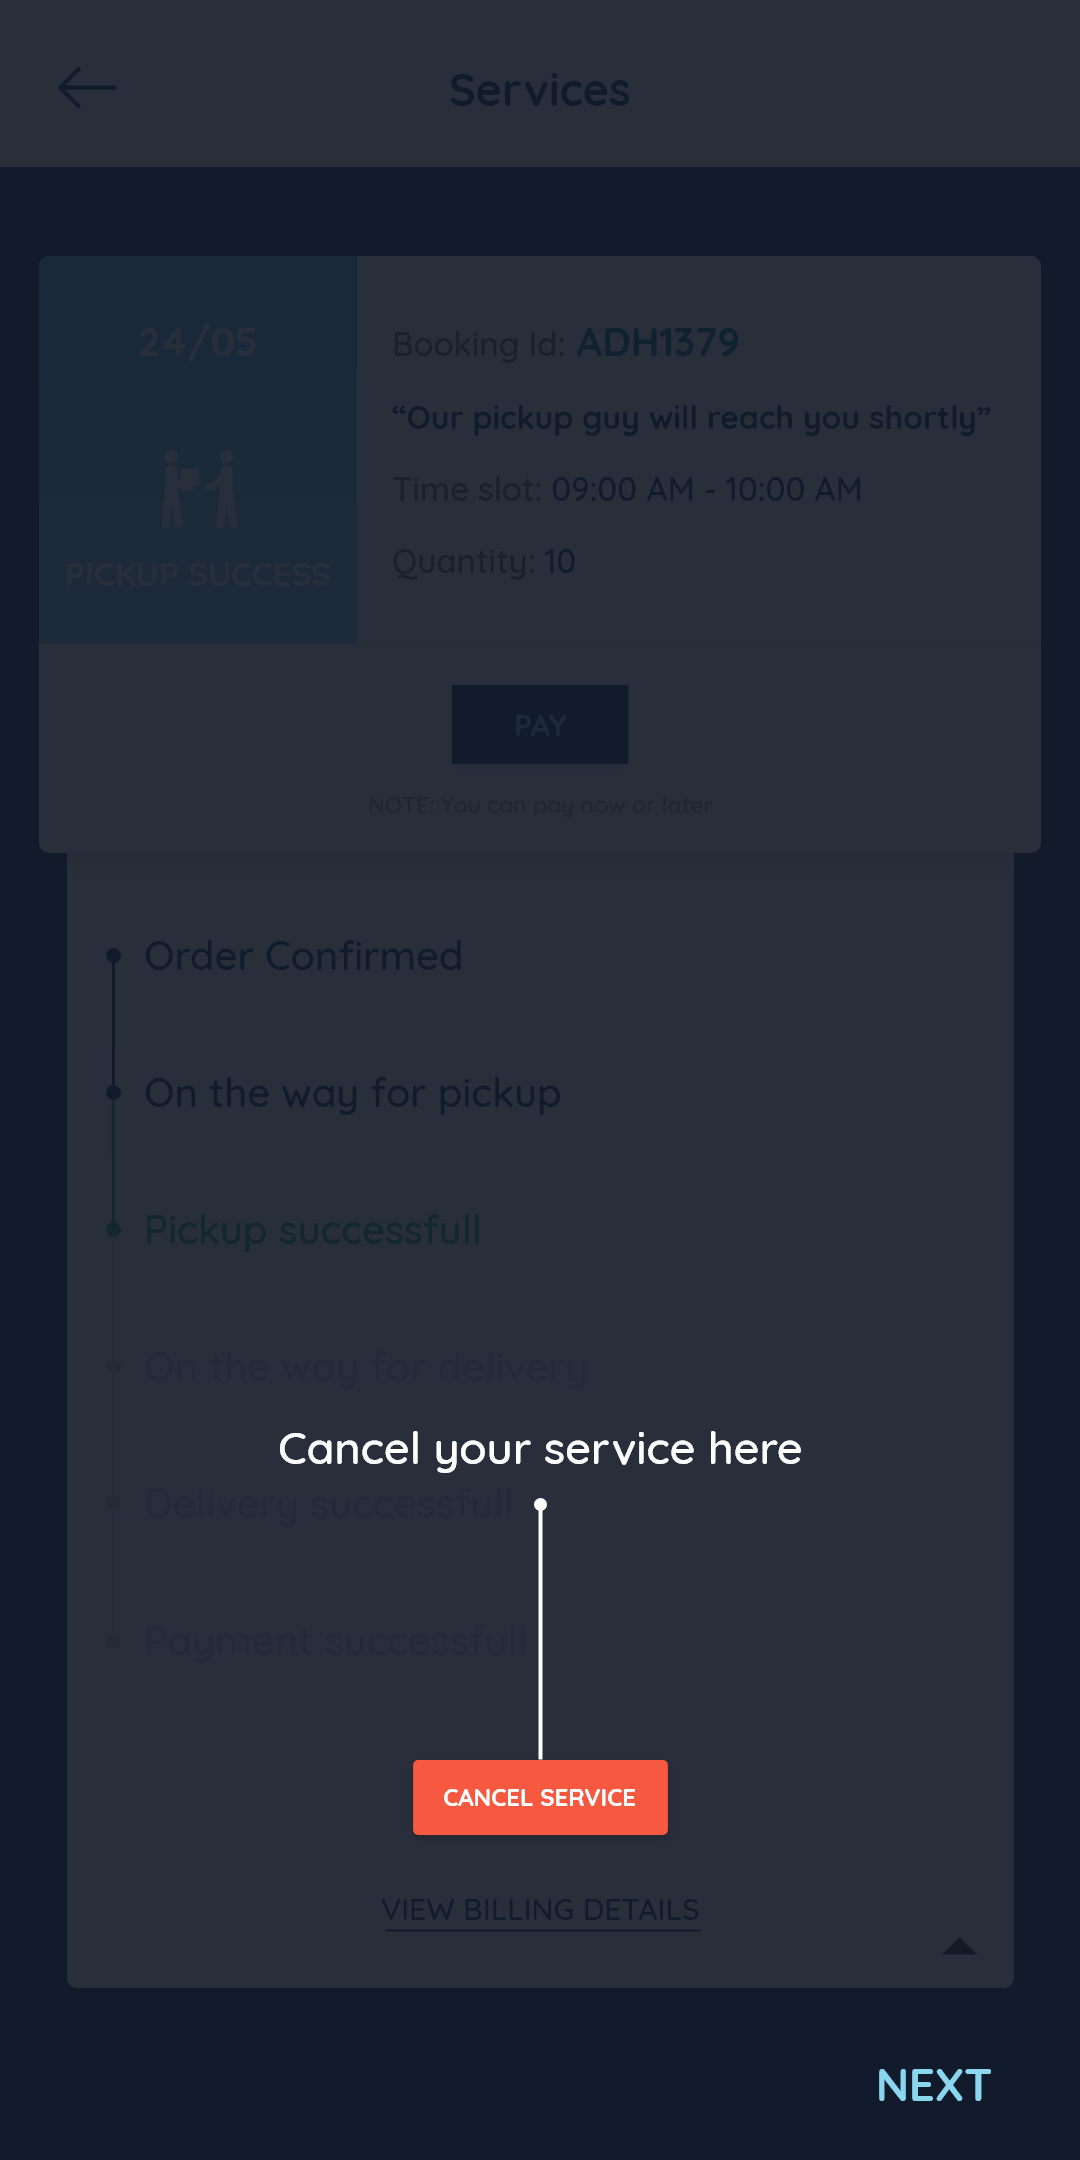 Services
24/05
PICKUP SUCCESS
Booking Id: ADH1379
“Our pickup guy will reach you shortly”
Time slot: 09:00 AM - 10:00 AM
Quantity: 10
PAY
NOTE: You can pay now or later
Order Confirmed
On the way for pickup
Pickup successfull
On the way for delivery
Cancel your service here
Delivery successfull
Payment successfull
CANCEL SERVICE
VIEW BILLING DETAILS
NEXT